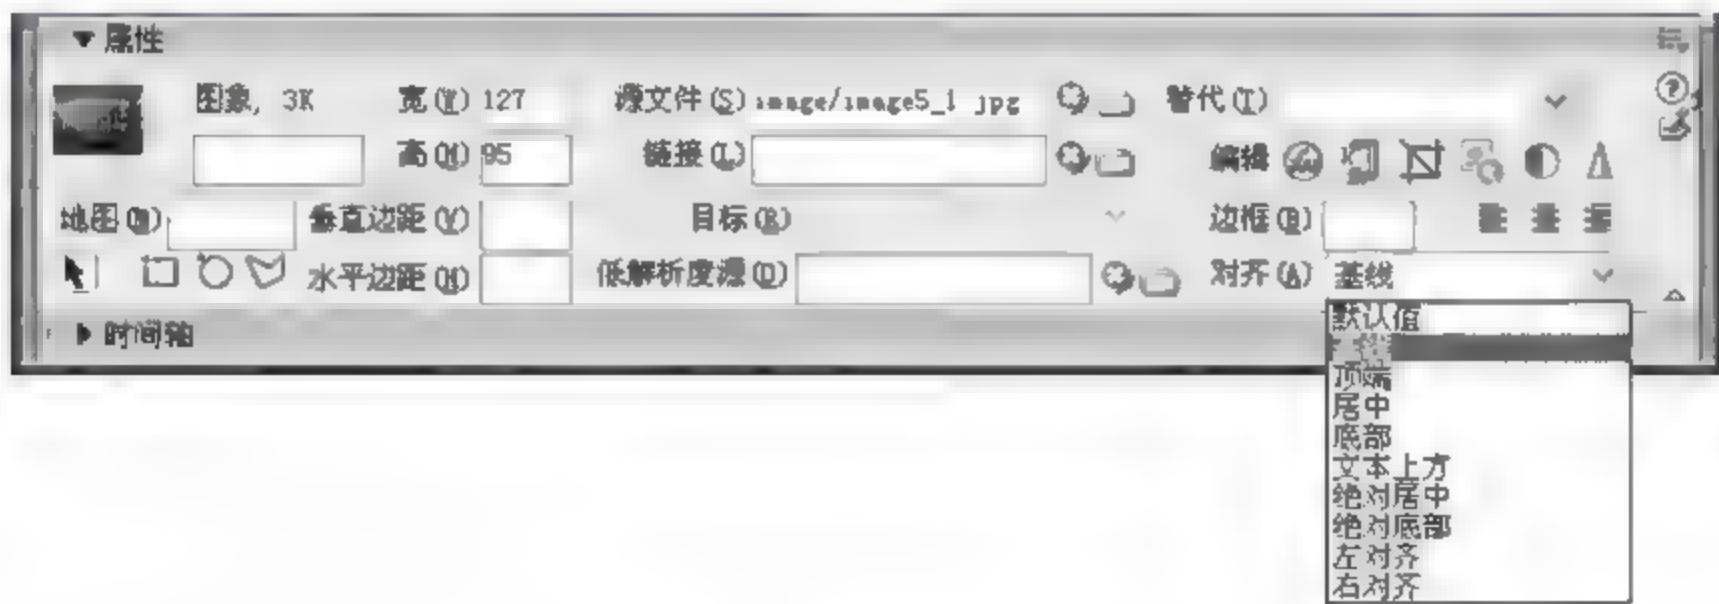 属性
图象, 3K 宽(W) 127 源文件(S) image/image5_1.jpg 替代(T)
高(H) 95 链接(L) 编辑
地图(M) 垂直边距(V) 目标(R) 边框(B)
水平边距(H) 低解析度源(D) 对齐(A) 基线
时间轴
默认值
基线
顶端
居中
底部
文本上方
绝对居中
绝对底部
左对齐
右对齐